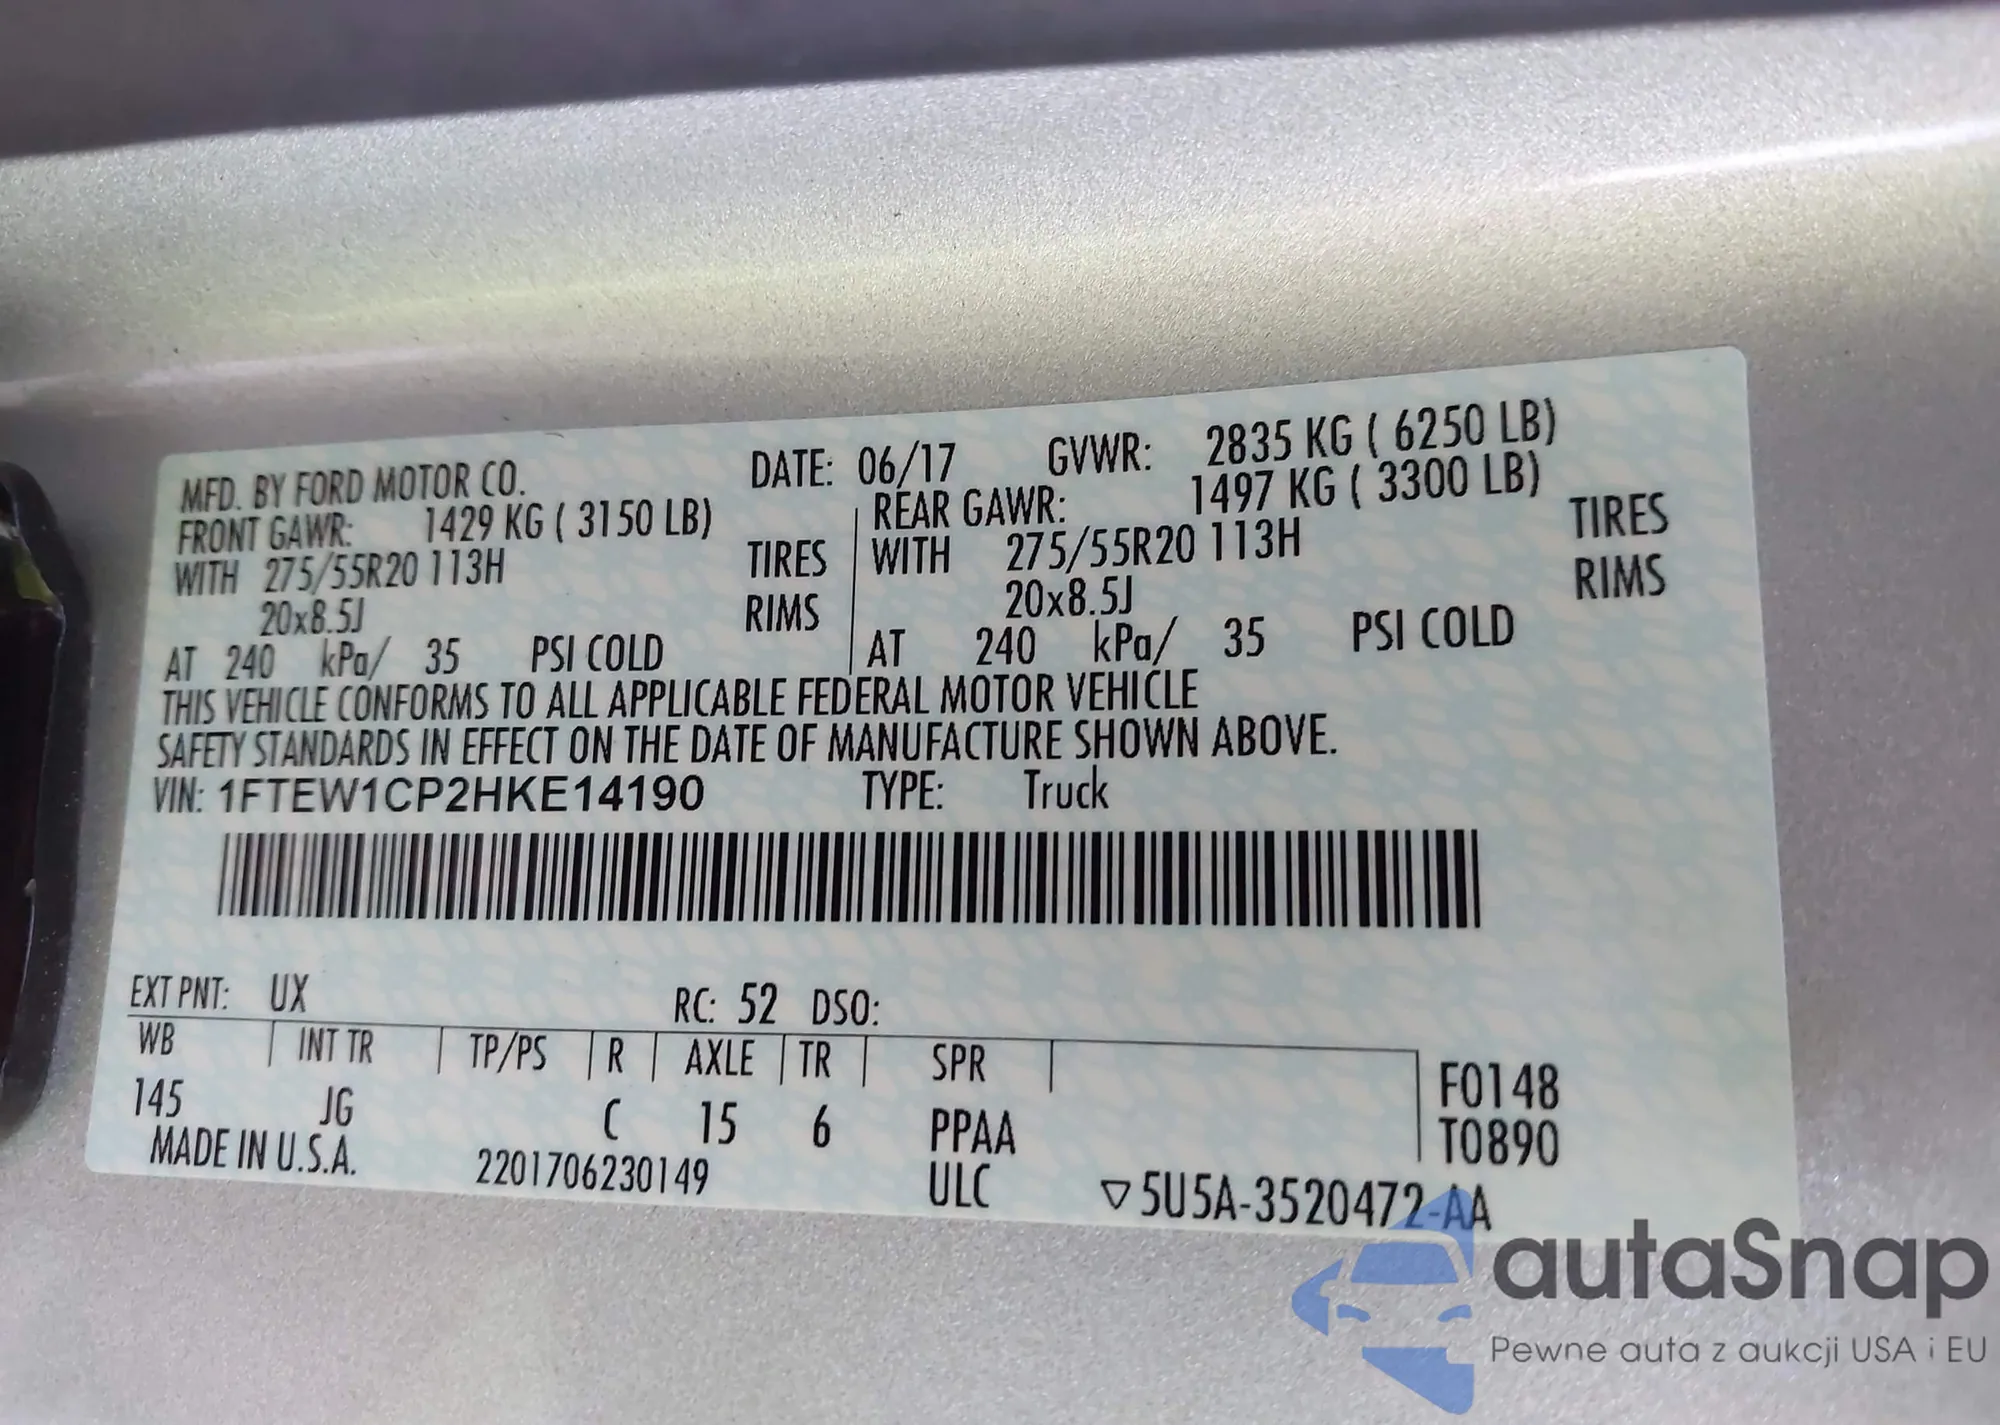 MFD. BY FORD MOTOR CO. DATE: 06/17 GVWR: 2835 KG ( 6250 LB)
FRONT GAWR: 1429 KG ( 3150 LB) REAR GAWR: 1497 KG ( 3300 LB)
WITH 275/55R20 113H TIRES WITH 275/55R20 113H TIRES
20x8.5J RIMS 20x8.5J RIMS
AT 240 kPa/ 35 PSI COLD AT 240 kPa/ 35 PSI COLD
THIS VEHICLE CONFORMS TO ALL APPLICABLE FEDERAL MOTOR VEHICLE
SAFETY STANDARDS IN EFFECT ON THE DATE OF MANUFACTURE SHOWN ABOVE.
VIN: 1FTEW1CP2HKE14190 TYPE: Truck
EXT PNT: UX RC: 52 DSO:
WB INT TR TP/PS R AXLE TR SPR
145 JG C 15 6 PPAA F0148
T0890
MADE IN U.S.A. 2201706230149 ULC ▽5U5A-3520472-AA
autaSnap
Pewne auta z aukcji USA i EU